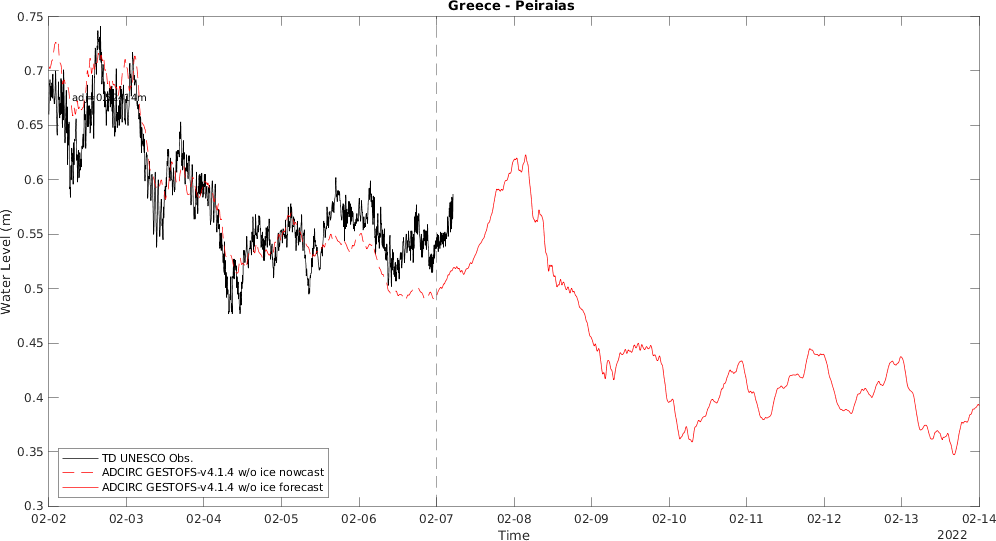 Greece - Peiraias
Water Level (m)
0.75
0.7
0.65
0.6
0.55
0.5
0.45
0.4
0.35
0.3
TD UNESCO Obs.
ADCIRC GESTOFS-v4.1.4 w/o ice nowcast
ADCIRC GESTOFS-v4.1.4 w/o ice forecast
02-02 02-03 02-04 02-05 02-06 02-07 02-08 02-09 02-10 02-11 02-12 02-13 02-14
Time
2022